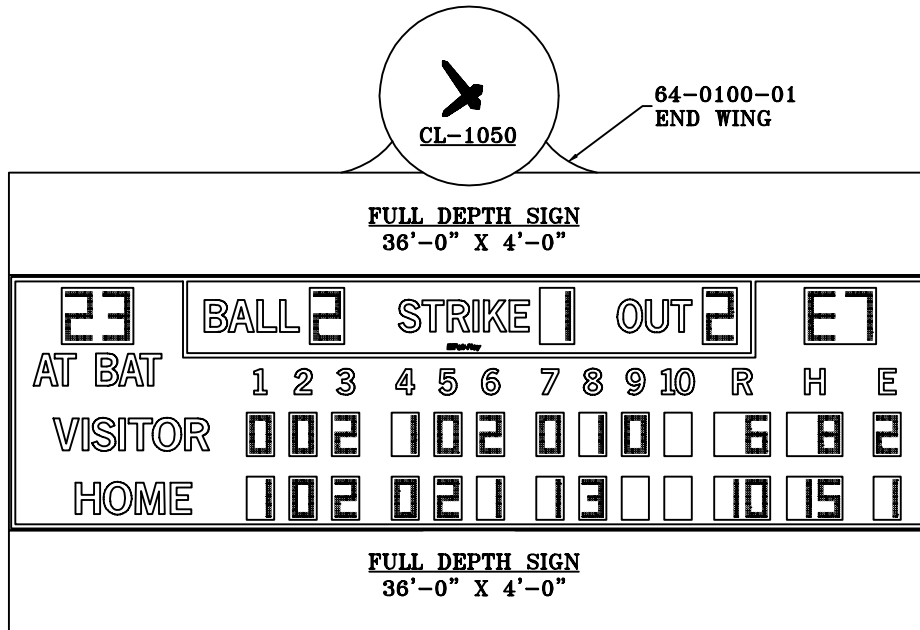 CL-1050
64-0100-01
END WING
FULL DEPTH SIGN
36'-0" X 4'-0"
23 BALL 2 STRIKE 1 OUT 2 E7
AT BAT
1 2 3 4 5 6 7 8 9 10 R H E
VISITOR 0 0 2 1 0 2 0 1 0 6 8 2
HOME 1 0 2 0 2 1 1 3 10 15 1
FULL DEPTH SIGN
36'-0" X 4'-0"